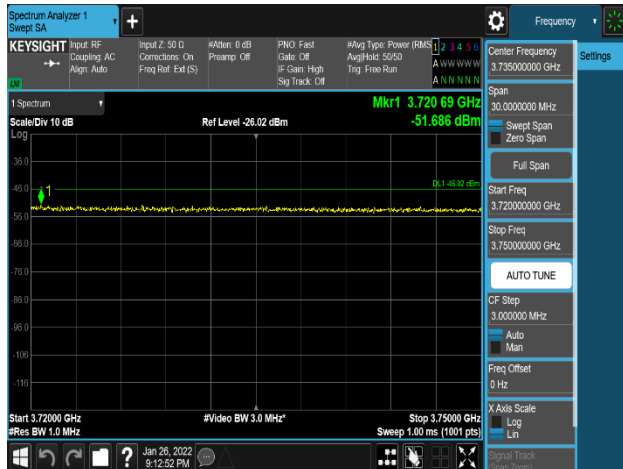 Spectrum Analyzer 1
Swept SA
Frequency
KEYSIGHT
Input: RF
Coupling: AC
Align: Auto
Input Z: 50 Ω
Corrections: On
Freq Ref: Ext (S)
#Atten: 0 dB
Preamp: Off
PNO: Fast
Gate: Off
IF Gain: High
Sig Track: Off
#Avg Type: Power (RMS
Avg|Hold: 50/50
Trig: Free Run
1 2 3 4 5 6
A W W W W W
A N N N N N
1 Spectrum
Scale/Div 10 dB
Log
Ref Level -26.02 dBm
Mkr1 3.720 69 GHz
-51.686 dBm
DL1 -46.02 dBm
1
-36.0
-46.0
-56.0
-66.0
-76.0
-86.0
-96.0
-106
-116
Start 3.72000 GHz
#Res BW 1.0 MHz
#Video BW 3.0 MHz*
Stop 3.75000 GHz
Sweep 1.00 ms (1001 pts)
Jan 26, 2022
9:12:52 PM
Center Frequency
3.735000000 GHz
Settings
Span
30.0000000 MHz
Swept Span
Zero Span
Full Span
Start Freq
3.720000000 GHz
Stop Freq
3.750000000 GHz
AUTO TUNE
CF Step
3.000000 MHz
Auto
Man
Freq Offset
0 Hz
X Axis Scale
Log
Lin
Signal Track
(Span Zoom)